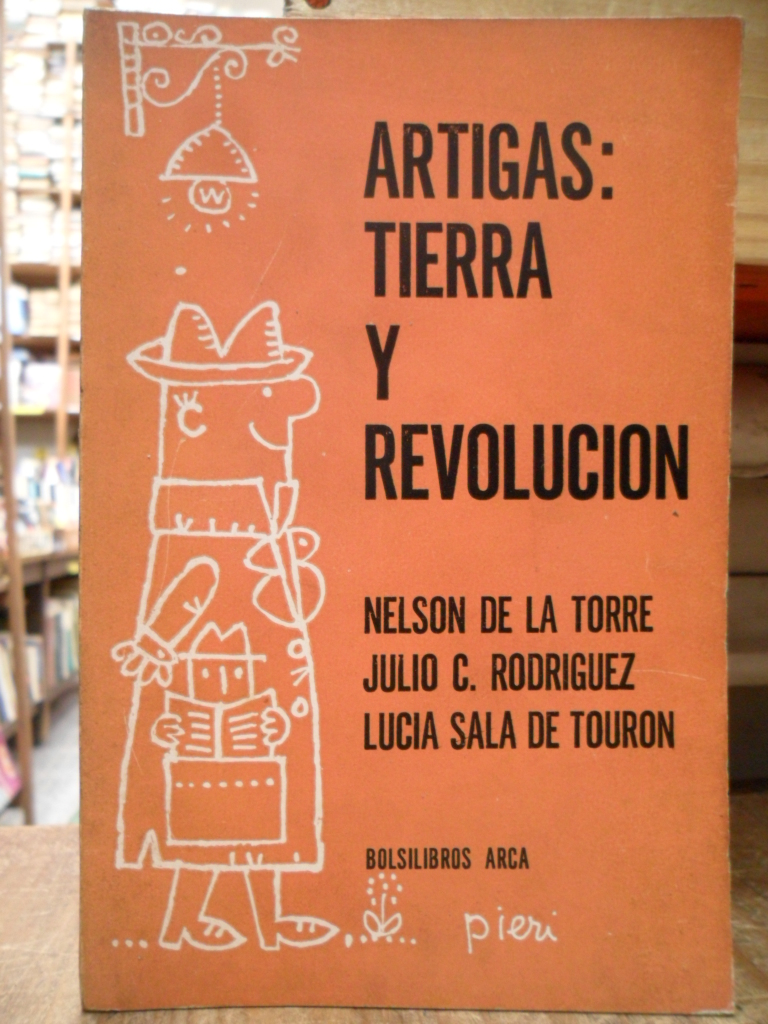 W
ARTIGAS:
TIERRA
Y
REVOLUCION
NELSON DE LA TORRE
JULIO C. RODRIGUEZ
LUCIA SALA DE TOURON
BOLSILIBROS ARCA
pieri